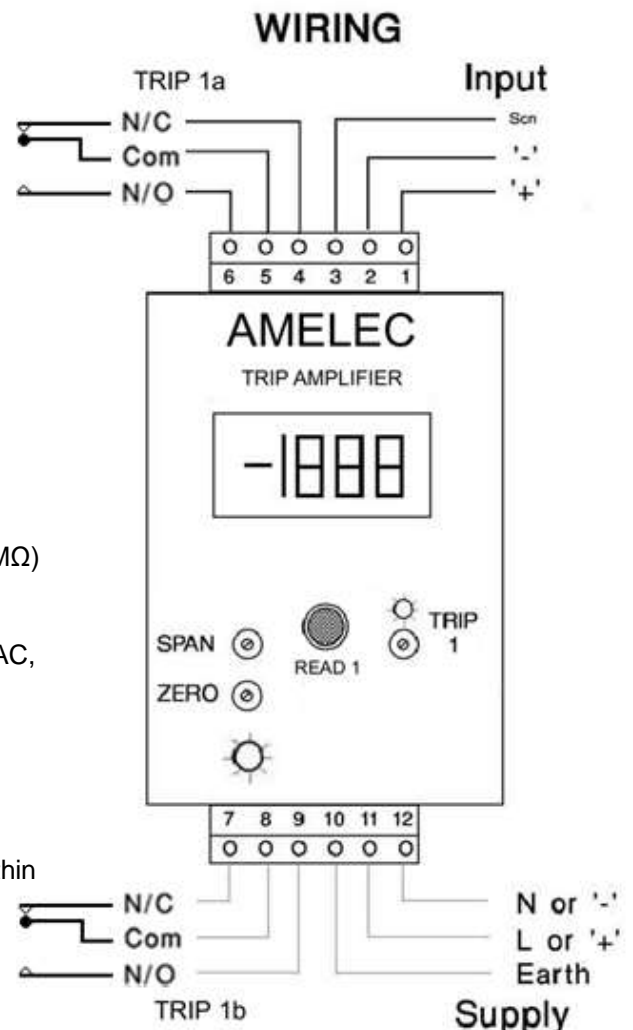 WIRING
TRIP 1a
Input
N/C
Com
N/O
Scn
'-'
'+'
6 5 4 3 2 1
AMELEC
TRIP AMPLIFIER
-1888
MΩ)
AC,
SPAN
ZERO
READ 1
TRIP
1
7 8 9 10 11 12
N/C
Com
N/O
N or '-'
L or '+'
Earth
TRIP 1b
Supply